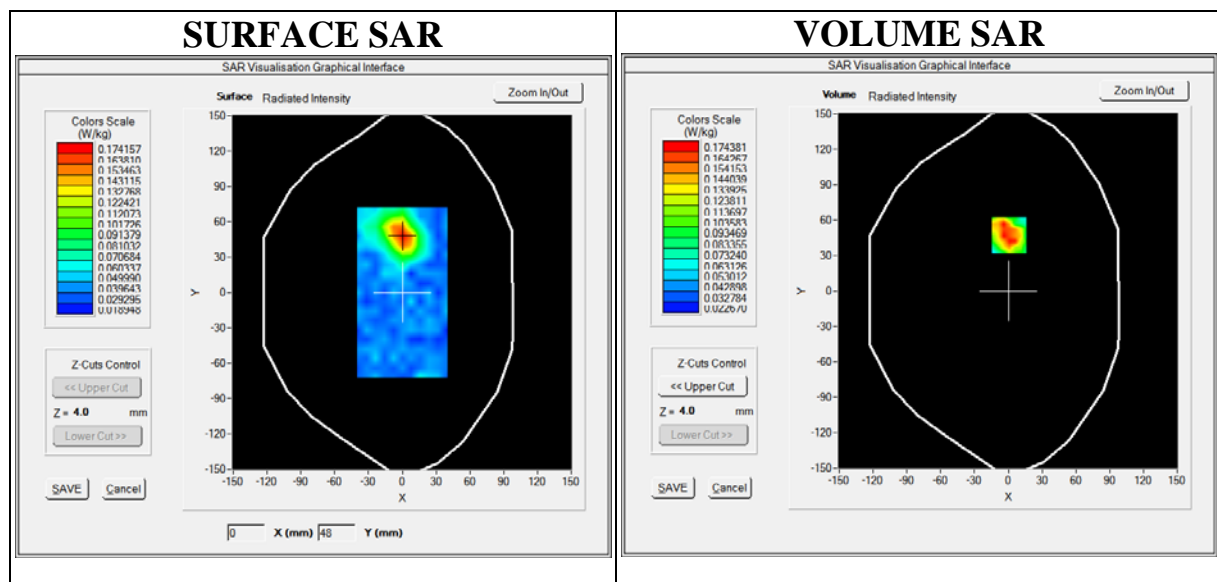 SURFACE SAR
SAR Visualisation Graphical Interface
Surface Radiated Intensity
Zoom In/Out
Colors Scale
(W/kg)
0.174157
0.163810
0.153463
0.143115
0.132768
0.122421
0.112073
0.101726
0.091379
0.081032
0.070684
0.060337
0.049990
0.039643
0.029295
0.018948
Z-Cuts Control
<< Upper Cut
Z = 4.0 mm
Lower Cut >>
SAVE Cancel
150
120
90
60
30
0
-30
-60
-90
-120
-150
Y
-150 -120 -90 -60 -30 0 30 60 90 120 150
X
0 X (mm) 48 Y (mm)
VOLUME SAR
SAR Visualisation Graphical Interface
Volume Radiated Intensity
Zoom In/Out
Colors Scale
(W/kg)
0.174381
0.164267
0.154153
0.144039
0.133925
0.123811
0.113697
0.103583
0.093469
0.083355
0.073240
0.063126
0.053012
0.042898
0.032784
0.022670
Z-Cuts Control
<< Upper Cut
Z = 4.0 mm
Lower Cut >>
SAVE Cancel
150
120
90
60
30
0
-30
-60
-90
-120
-150
Y
-150 -120 -90 -60 -30 0 30 60 90 120 150
X